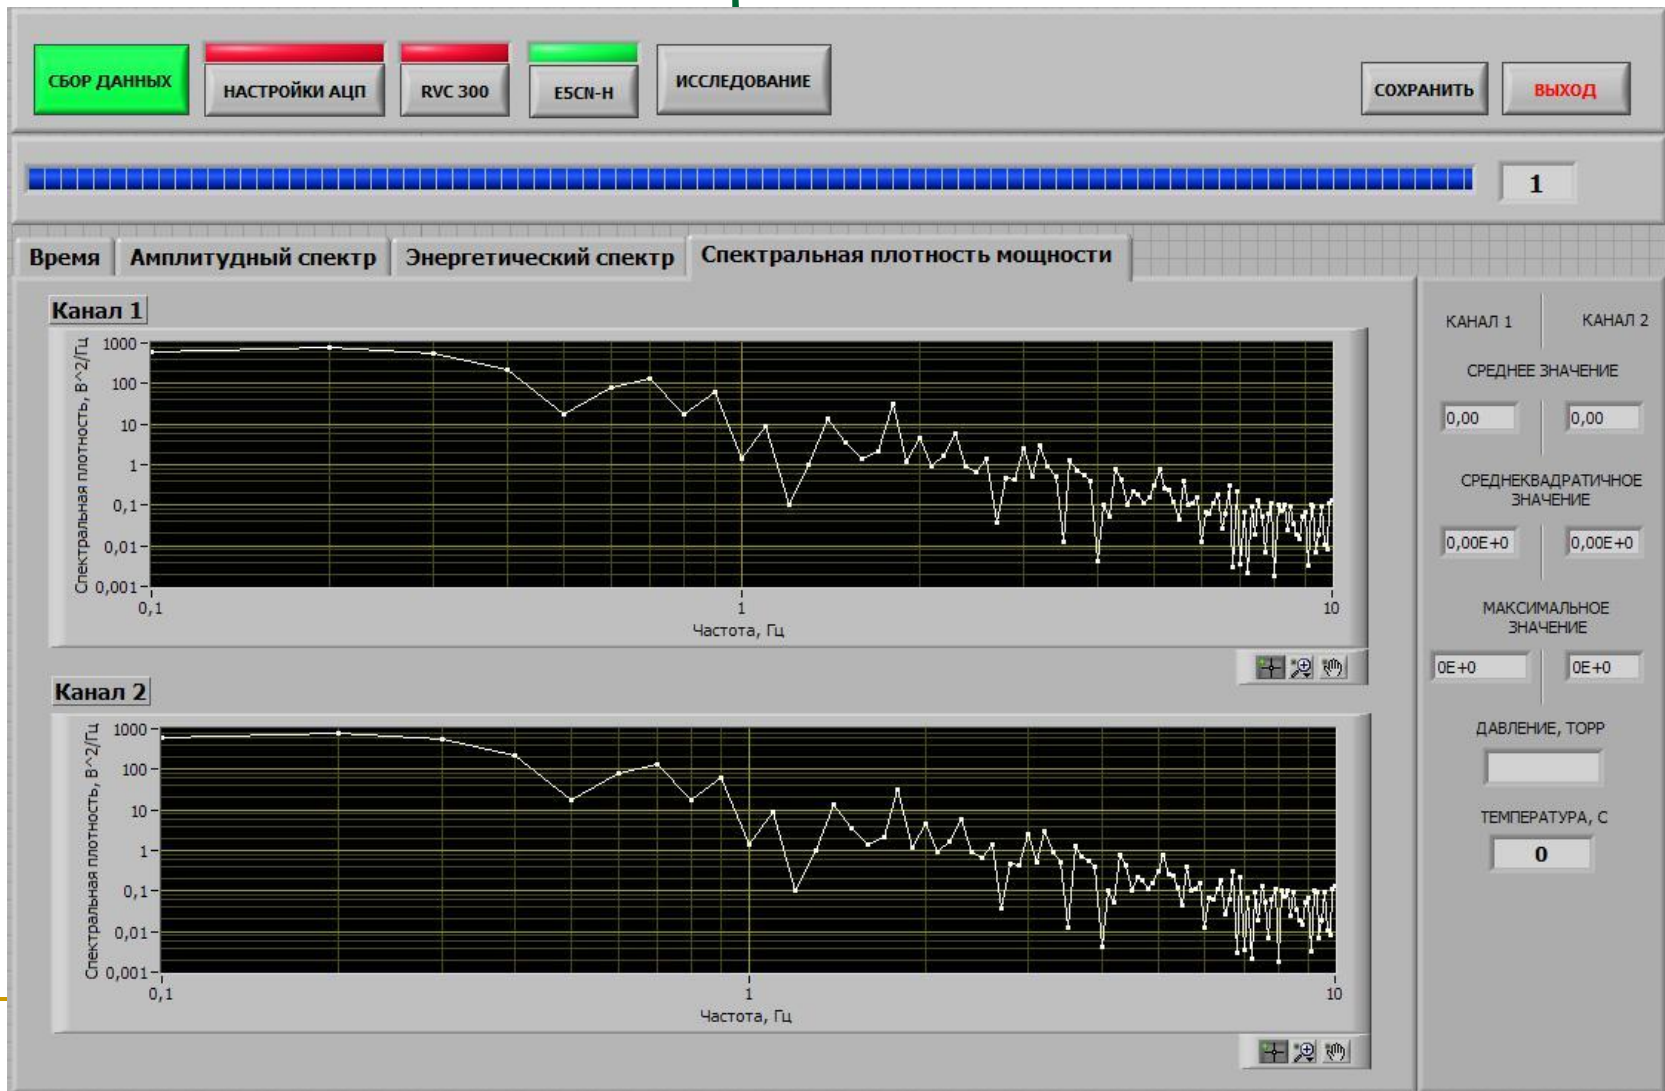 СБОР ДАННЫХ
НАСТРОЙКИ АЦП
RVC 300
E5CN-H
ИССЛЕДОВАНИЕ
СОХРАНИТЬ
ВЫХОД
1
Время
Амплитудный спектр
Энергетический спектр
Спектральная плотность мощности
Канал 1
Спектральная плотность, В^2/Гц
1000
100
10
1
0,1
0,01
0,001
0,1
1
10
Частота, Гц
Канал 2
Спектральная плотность, В^2/Гц
1000
100
10
1
0,1
0,01
0,001
0,1
1
10
Частота, Гц
КАНАЛ 1
КАНАЛ 2
СРЕДНЕЕ ЗНАЧЕНИЕ
0,00
0,00
СРЕДНЕКВАДРАТИЧНОЕ
ЗНАЧЕНИЕ
0,00E+0
0,00E+0
МАКСИМАЛЬНОЕ
ЗНАЧЕНИЕ
0E+0
0E+0
ДАВЛЕНИЕ, ТОРР
ТЕМПЕРАТУРА, С
0